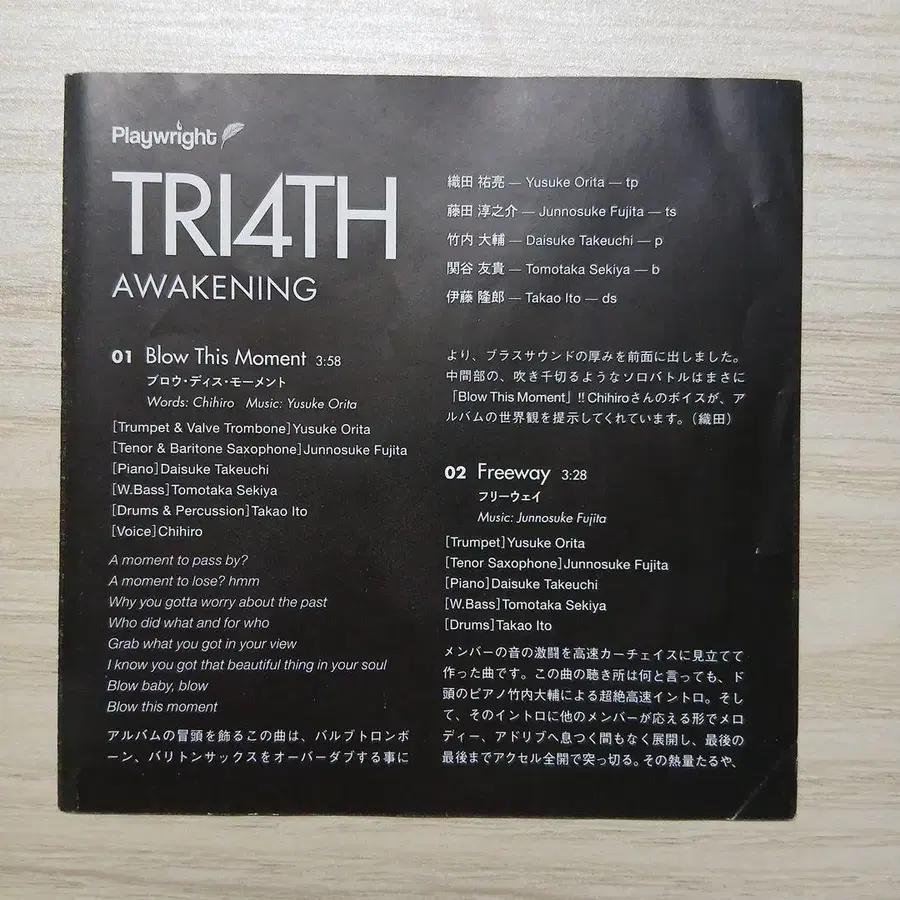 Playwright
TRI4TH
AWAKENING
織田 祐亮 — Yusuke Orita — tp
藤田 淳之介 — Junnosuke Fujita — ts
竹内 大輔 — Daisuke Takeuchi — p
関谷 友貴 — Tomotaka Sekiya — b
伊藤 隆郎 — Takao Ito — ds
01 Blow This Moment 3:58
ブロウ・ディス・モーメント
Words: Chihiro Music: Yusuke Orita
[Trumpet & Valve Trombone]Yusuke Orita
[Tenor & Baritone Saxophone]Junnosuke Fujita
[Piano]Daisuke Takeuchi
[W.Bass]Tomotaka Sekiya
[Drums & Percussion]Takao Ito
[Voice]Chihiro
A moment to pass by?
A moment to lose? hmm
Why you gotta worry about the past
Who did what and for who
Grab what you got in your view
I know you got that beautiful thing in your soul
Blow baby, blow
Blow this moment
アルバムの冒頭を飾るこの曲は、バルブトロンボ
ーン、バリトンサックスをオーバーダブする事に
より、ブラスサウンドの厚みを前面に出しました。
中間部の、吹き千切るようなソロバトルはまさに
「Blow This Moment」!! Chihiroさんのボイスが、ア
ルバムの世界観を提示してくれています。（織田）
02 Freeway 3:28
フリーウェイ
Music: Junnosuke Fujita
[Trumpet]Yusuke Orita
[Tenor Saxophone]Junnosuke Fujita
[Piano]Daisuke Takeuchi
[W.Bass]Tomotaka Sekiya
[Drums]Takao Ito
メンバーの音の激闘を高速カーチェイスに見立てて
作った曲です。この曲の聴き所は何と言っても、ド
頭のピアノ竹内大輔による超絶高速イントロ。そし
て、そのイントロに他のメンバーが応える形でメロ
ディー、アドリブへ息つく間もなく展開し、最後の
最後までアクセル全開で突っ切る。その熱量たるや、